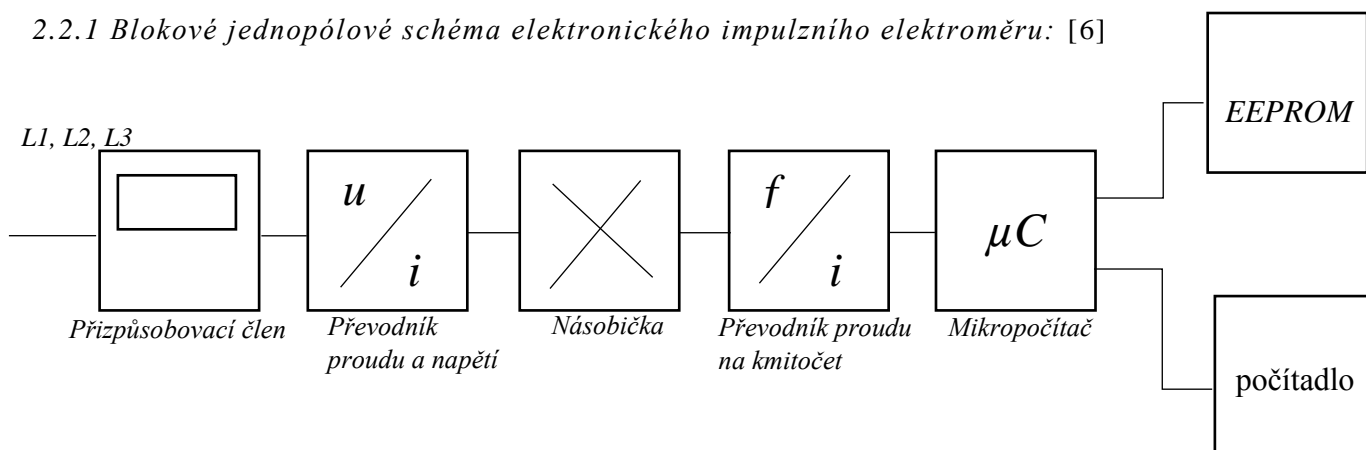 2.2.1 Blokové jednopólové schéma elektronického impulzního elektroměru: [6]
L1, L2, L3
EEPROM
u
i
f
i
μC
Přizpůsobovací člen
Převodník
proudu a napětí
Násobička
Převodník proudu
na kmitočet
Mikropočítač
počítadlo